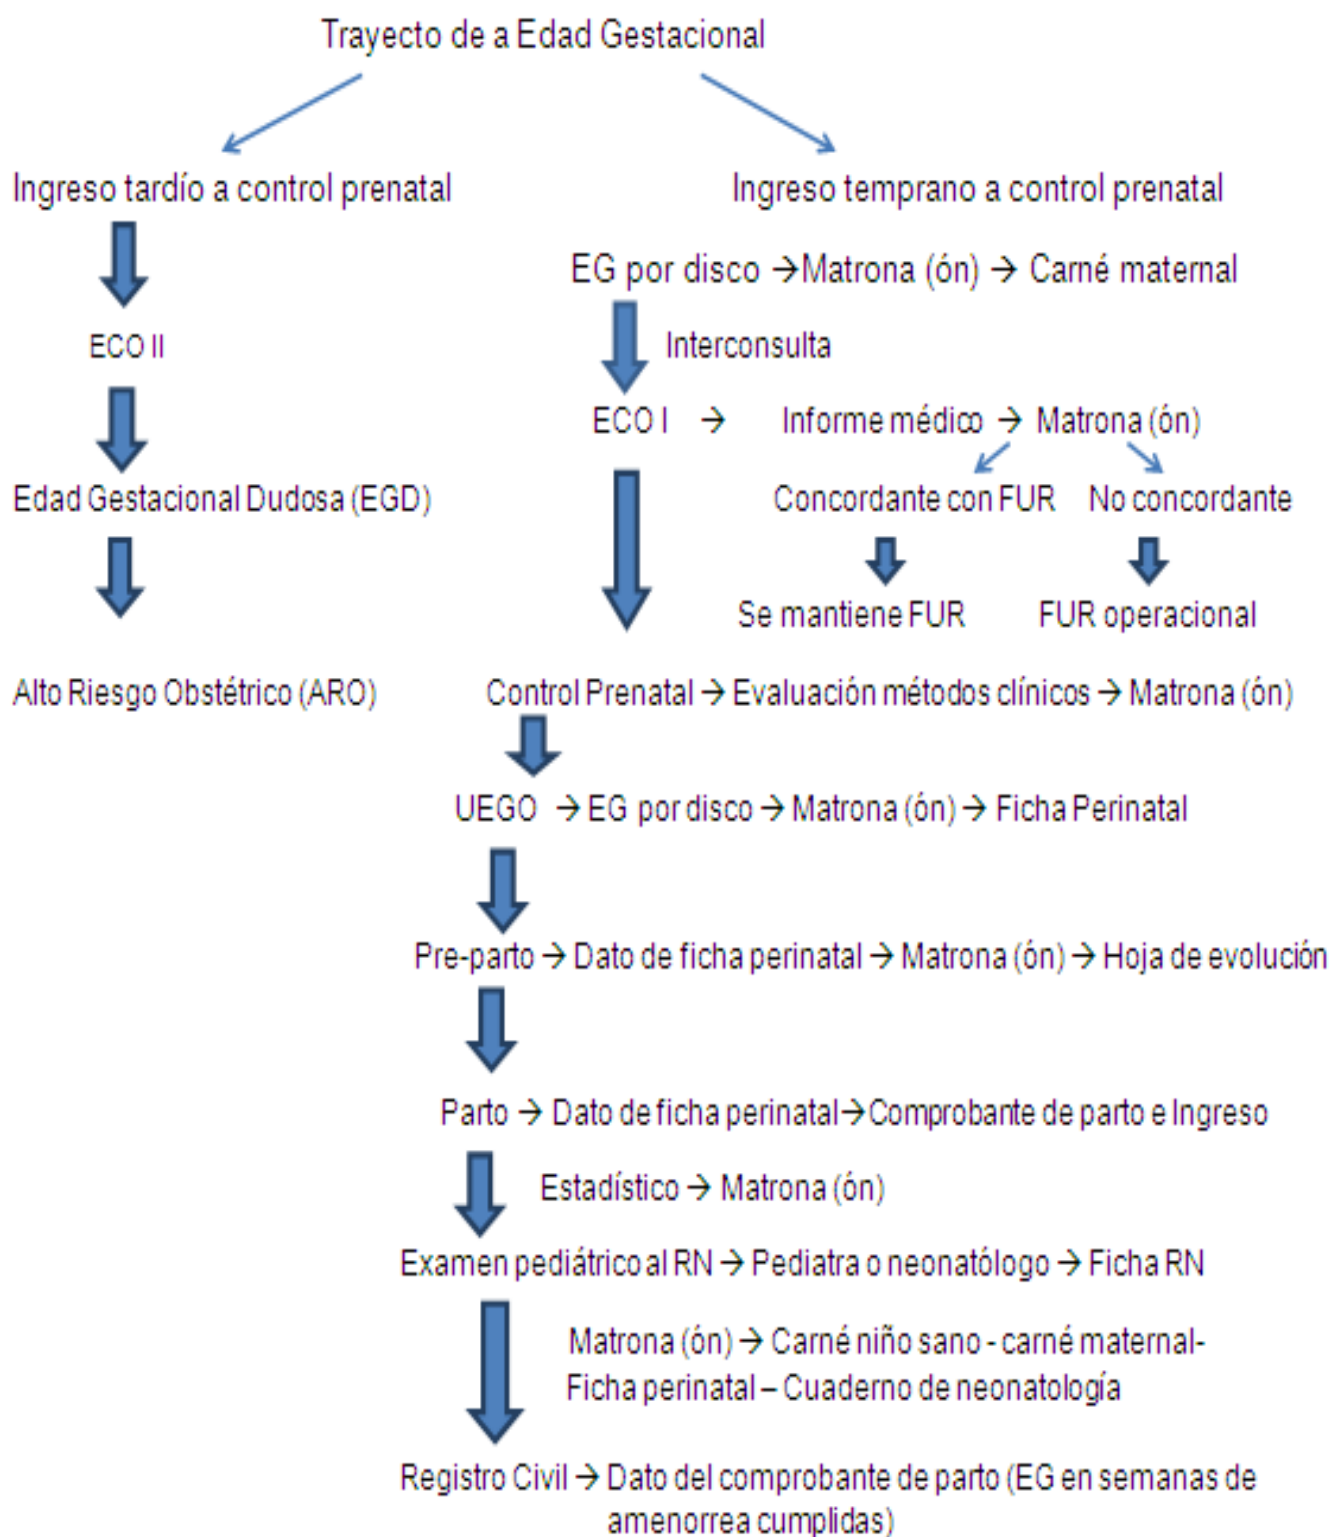 Trayecto de a Edad Gestacional
Ingreso tardío a control prenatal
Ingreso temprano a control prenatal
EG por disco → Matrona (ón) → Carné maternal
Interconsulta
ECO II
ECO I → Informe médico → Matrona (ón)
Edad Gestacional Dudosa (EGD)
Concordante con FUR
No concordante
Se mantiene FUR
FUR operacional
Alto Riesgo Obstétrico (ARO)
Control Prenatal → Evaluación métodos clínicos → Matrona (ón)
UEGO → EG por disco → Matrona (ón) → Ficha Perinatal
Pre-parto → Dato de ficha perinatal → Matrona (ón) → Hoja de evolución
Parto → Dato de ficha perinatal → Comprobante de parto e Ingreso
Estadístico → Matrona (ón)
Examen pediátrico al RN → Pediatra o neonatólogo → Ficha RN
Matrona (ón) → Carné niño sano - carné maternal-
Ficha perinatal – Cuaderno de neonatología
Registro Civil → Dato del comprobante de parto (EG en semanas de
amenorrea cumplidas)